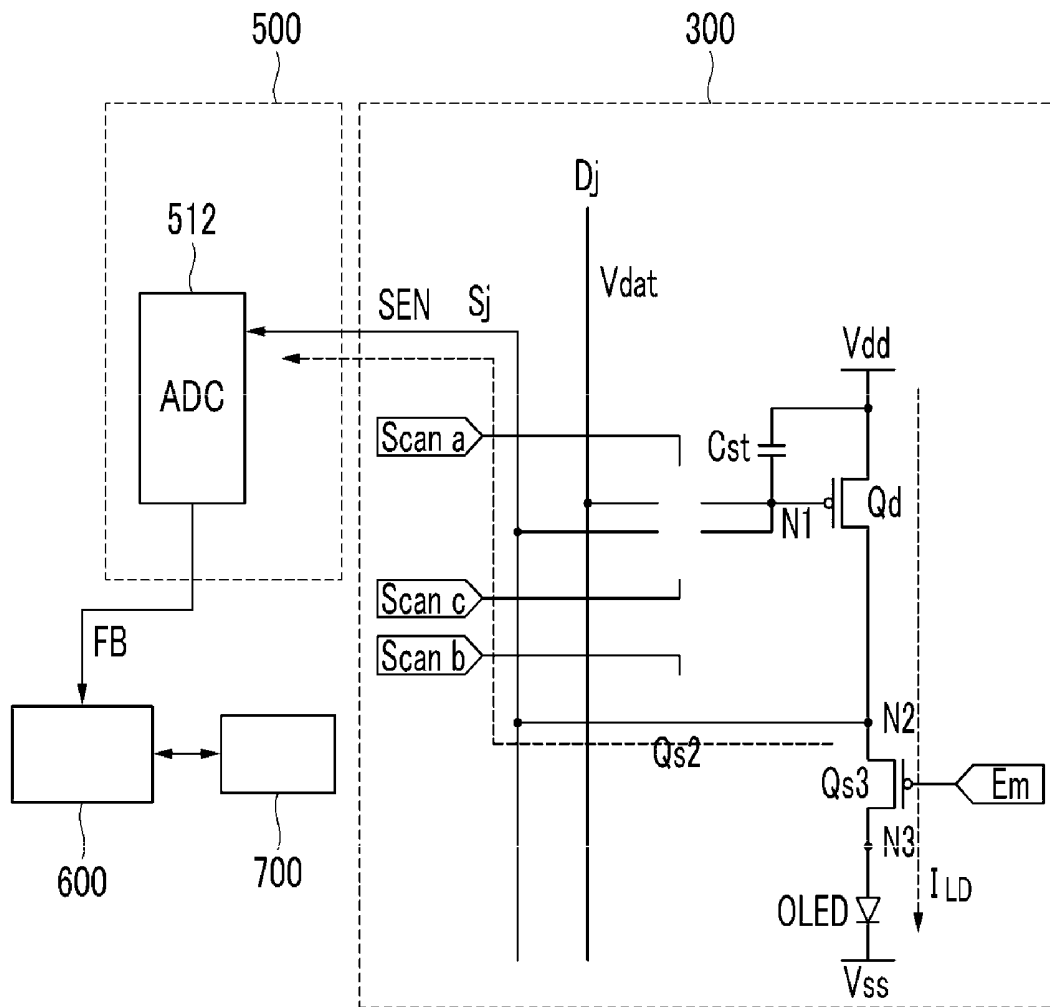 500
300
Dj
512
Vdat
SEN
Sj
Vdd
ADC
Scan a
Cst
Qd
N1
Scan c
FB
Scan b
N2
Qs2
Qs3
Em
N3
600
700
OLED
I LD
Vss